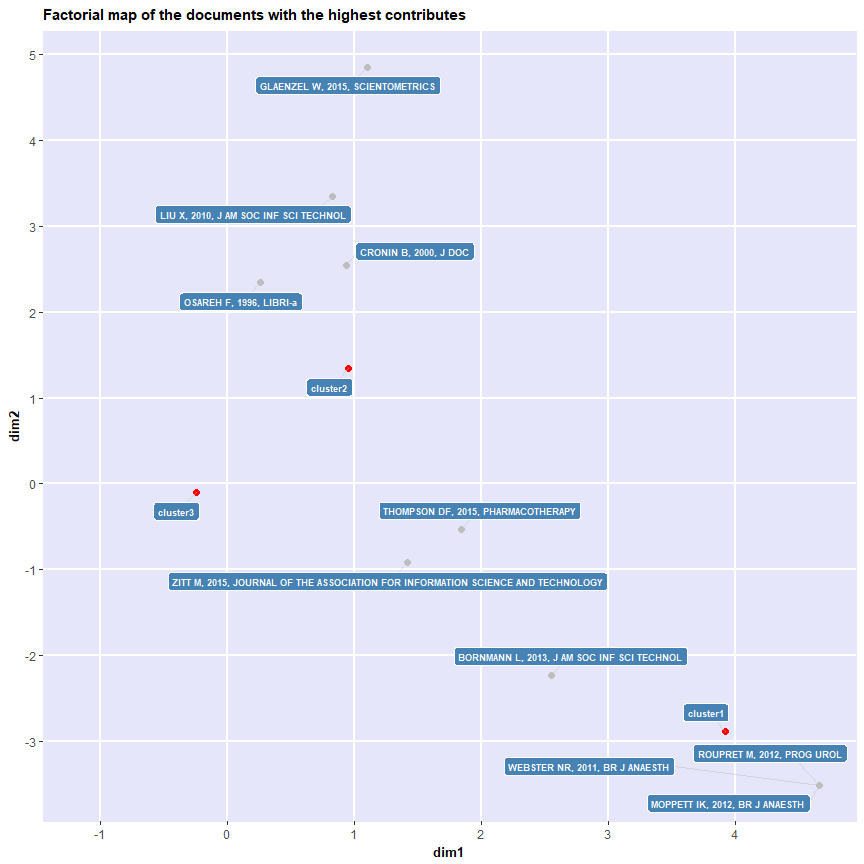 Factorial map of the documents with the highest contributes
5
GLAENZEL W, 2015, SCIENTOMETRICS
4
LIU X, 2010, J AM SOC INF SCI TECHNOL
3
CRONIN B, 2000, J DOC
OSAREH F, 1996, LIBRI-a
2
cluster2
1
dim2
0
cluster3
THOMPSON DF, 2015, PHARMACOTHERAPY
-1
ZITT M, 2015, JOURNAL OF THE ASSOCIATION FOR INFORMATION SCIENCE AND TECHNOLOGY
-2
BORNMANN L, 2013, J AM SOC INF SCI TECHNOL
cluster1
-3
ROUPRET M, 2012, PROG UROL
WEBSTER NR, 2011, BR J ANAESTH
MOPPETT IK, 2012, BR J ANAESTH
-1 0 1 2 3 4
dim1